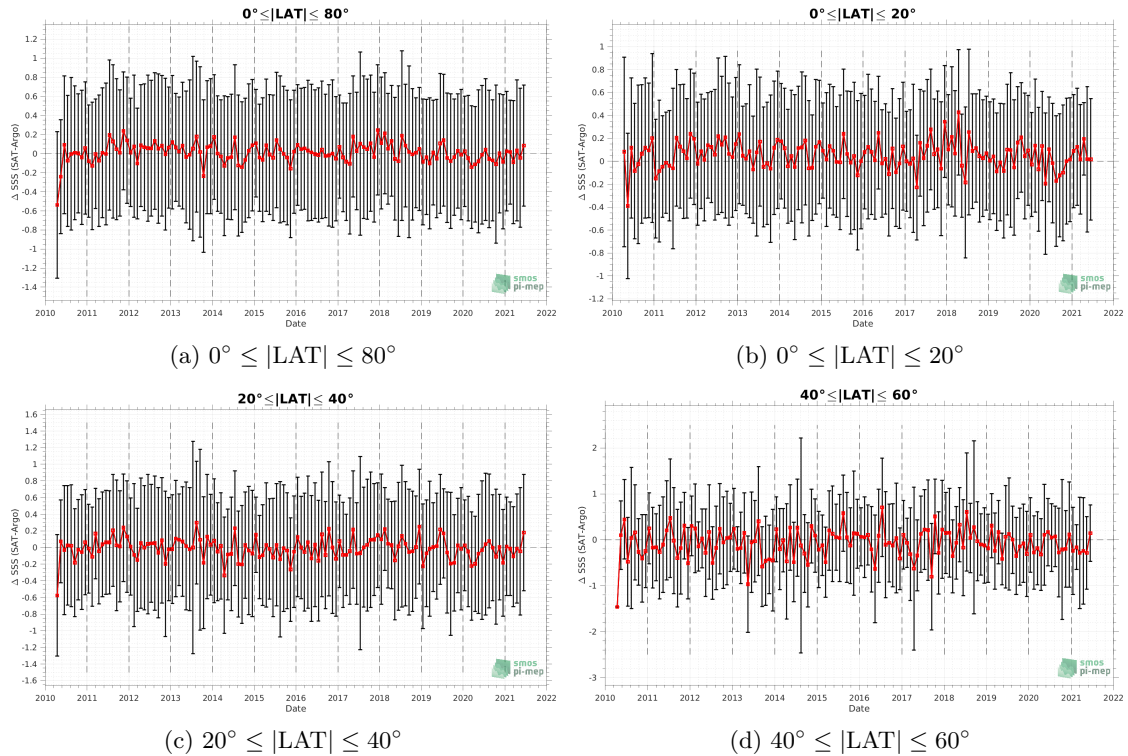 0°≤|LAT|≤ 80°
Δ SSS (SAT-Argo)
1.2
1
0.8
0.6
0.4
0.2
0
-0.2
-0.4
-0.6
-0.8
-1
-1.2
-1.4
2010 2011 2012 2013 2014 2015 2016 2017 2018 2019 2020 2021 2022
Date
smos
pi-mep
(a) 0° ≤ |LAT| ≤ 80°
0°≤|LAT|≤ 20°
Δ SSS (SAT-Argo)
1
0.8
0.6
0.4
0.2
0
-0.2
-0.4
-0.6
-0.8
-1
-1.2
2010 2011 2012 2013 2014 2015 2016 2017 2018 2019 2020 2021 2022
Date
smos
pi-mep
(b) 0° ≤ |LAT| ≤ 20°
20°≤|LAT|≤ 40°
Δ SSS (SAT-Argo)
1.6
1.4
1.2
1
0.8
0.6
0.4
0.2
0
-0.2
-0.4
-0.6
-0.8
-1
-1.2
-1.4
-1.6
2010 2011 2012 2013 2014 2015 2016 2017 2018 2019 2020 2021 2022
Date
smos
pi-mep
(c) 20° ≤ |LAT| ≤ 40°
40°≤|LAT|≤ 60°
Δ SSS (SAT-Argo)
2
1
0
-1
-2
-3
2010 2011 2012 2013 2014 2015 2016 2017 2018 2019 2020 2021 2022
Date
smos
pi-mep
(d) 40° ≤ |LAT| ≤ 60°